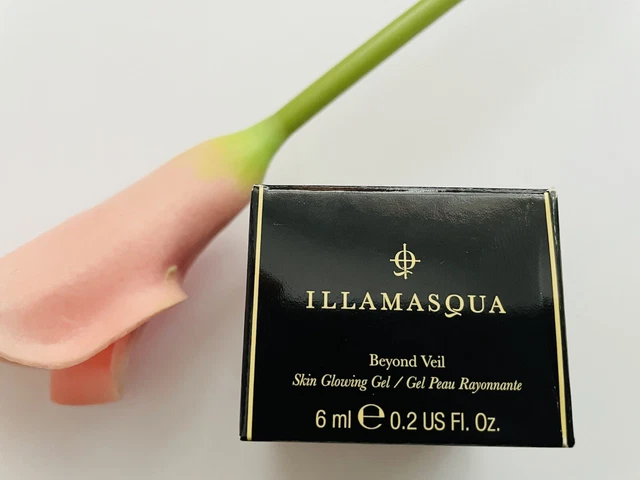 ILLAMASQUA
Beyond Veil
Skin Glowing Gel / Gel Peau Rayonnante
6 ml ℮ 0.2 US Fl. Oz.